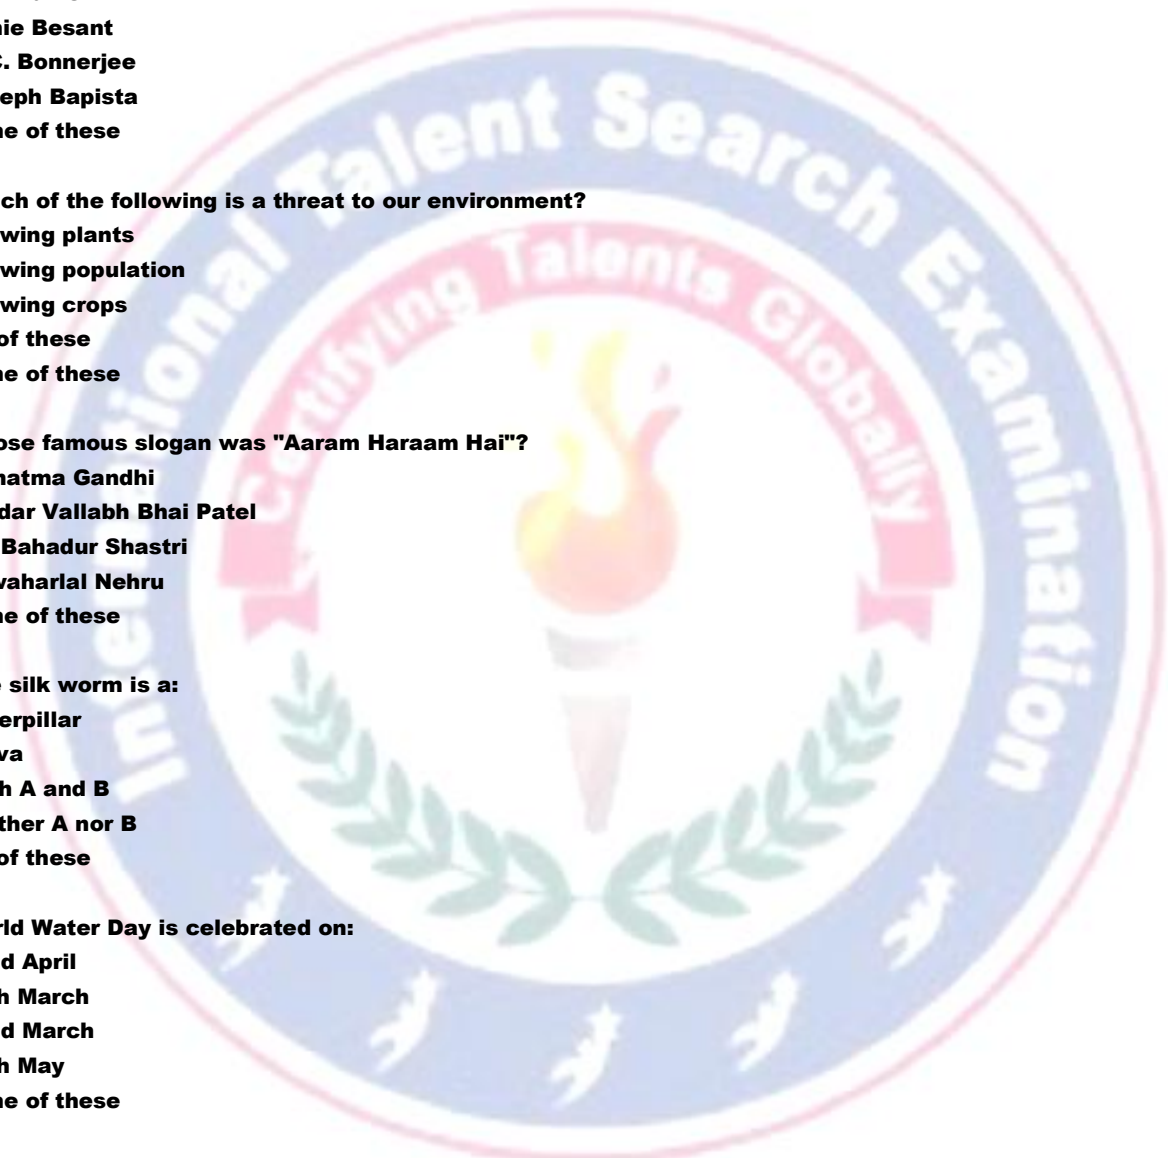 nie Besant
C. Bonnerjee
eph Bapista
ne of these
ch of the following is a threat to our environment?
wing plants
wing population
wing crops
of these
ne of these
ose famous slogan was "Aaram Haraam Hai"?
hatma Gandhi
dar Vallabh Bhai Patel
Bahadur Shastri
waharlal Nehru
ne of these
e silk worm is a:
erpillar
va
h A and B
ther A nor B
of these
rld Water Day is celebrated on:
d April
h March
d March
h May
ne of these
International Talent Search Examination
Certifying Talents Globally